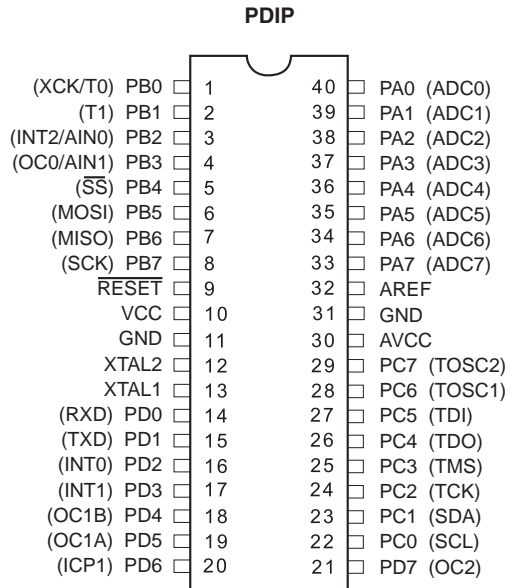 PDIP
(XCK/T0) PB0 1 40 PA0 (ADC0)
(T1) PB1 2 39 PA1 (ADC1)
(INT2/AIN0) PB2 3 38 PA2 (ADC2)
(OC0/AIN1) PB3 4 37 PA3 (ADC3)
(S̅S̅) PB4 5 36 PA4 (ADC4)
(MOSI) PB5 6 35 PA5 (ADC5)
(MISO) PB6 7 34 PA6 (ADC6)
(SCK) PB7 8 33 PA7 (ADC7)
R̅E̅S̅E̅T̅ 9 32 AREF
VCC 10 31 GND
GND 11 30 AVCC
XTAL2 12 29 PC7 (TOSC2)
XTAL1 13 28 PC6 (TOSC1)
(RXD) PD0 14 27 PC5 (TDI)
(TXD) PD1 15 26 PC4 (TDO)
(INT0) PD2 16 25 PC3 (TMS)
(INT1) PD3 17 24 PC2 (TCK)
(OC1B) PD4 18 23 PC1 (SDA)
(OC1A) PD5 19 22 PC0 (SCL)
(ICP1) PD6 20 21 PD7 (OC2)